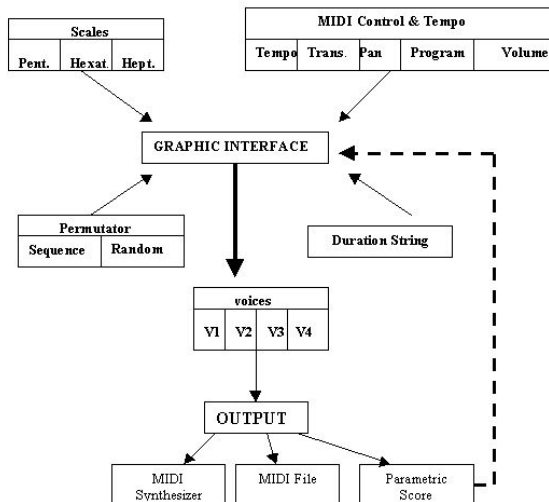 Scales
Pent. Hexat. Hept.
MIDI Control & Tempo
Tempo Trans. Pan Program Volume
GRAPHIC INTERFACE
Permutator
Sequence Random
Duration String
voices
V1 V2 V3 V4
OUTPUT
MIDI
Synthesizer
MIDI File
Parametric
Score